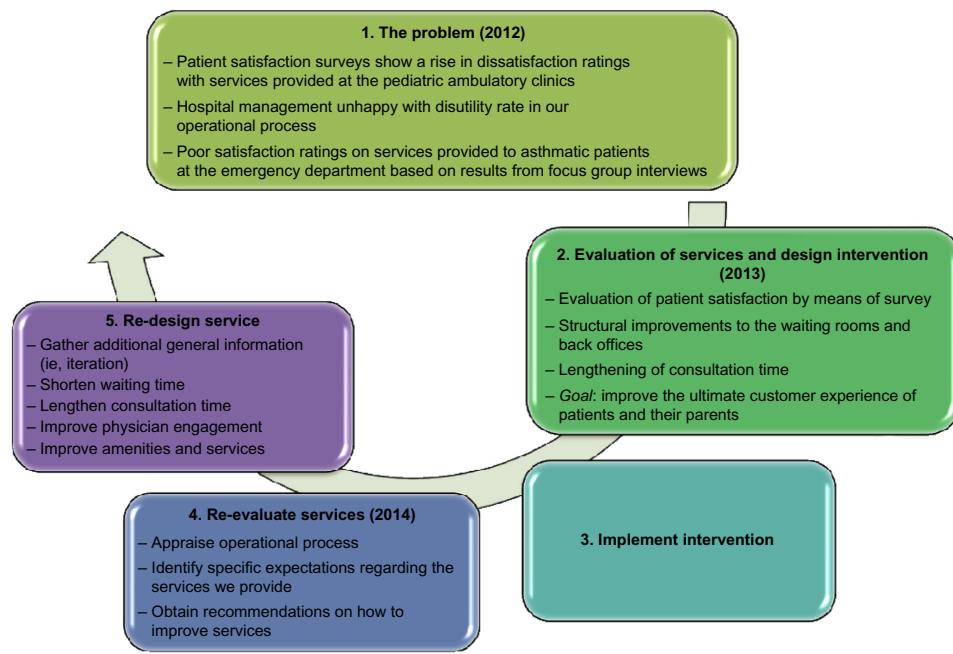 1. The problem (2012)
– Patient satisfaction surveys show a rise in dissatisfaction ratings
with services provided at the pediatric ambulatory clinics
– Hospital management unhappy with disutility rate in our
operational process
– Poor satisfaction ratings on services provided to asthmatic patients
at the emergency department based on results from focus group interviews
2. Evaluation of services and design intervention
(2013)
– Evaluation of patient satisfaction by means of survey
– Structural improvements to the waiting rooms and
back offices
– Lengthening of consultation time
– Goal: improve the ultimate customer experience of
patients and their parents
3. Implement intervention
4. Re-evaluate services (2014)
– Appraise operational process
– Identify specific expectations regarding the
services we provide
– Obtain recommendations on how to
improve services
5. Re-design service
– Gather additional general information
(ie, iteration)
– Shorten waiting time
– Lengthen consultation time
– Improve physician engagement
– Improve amenities and services